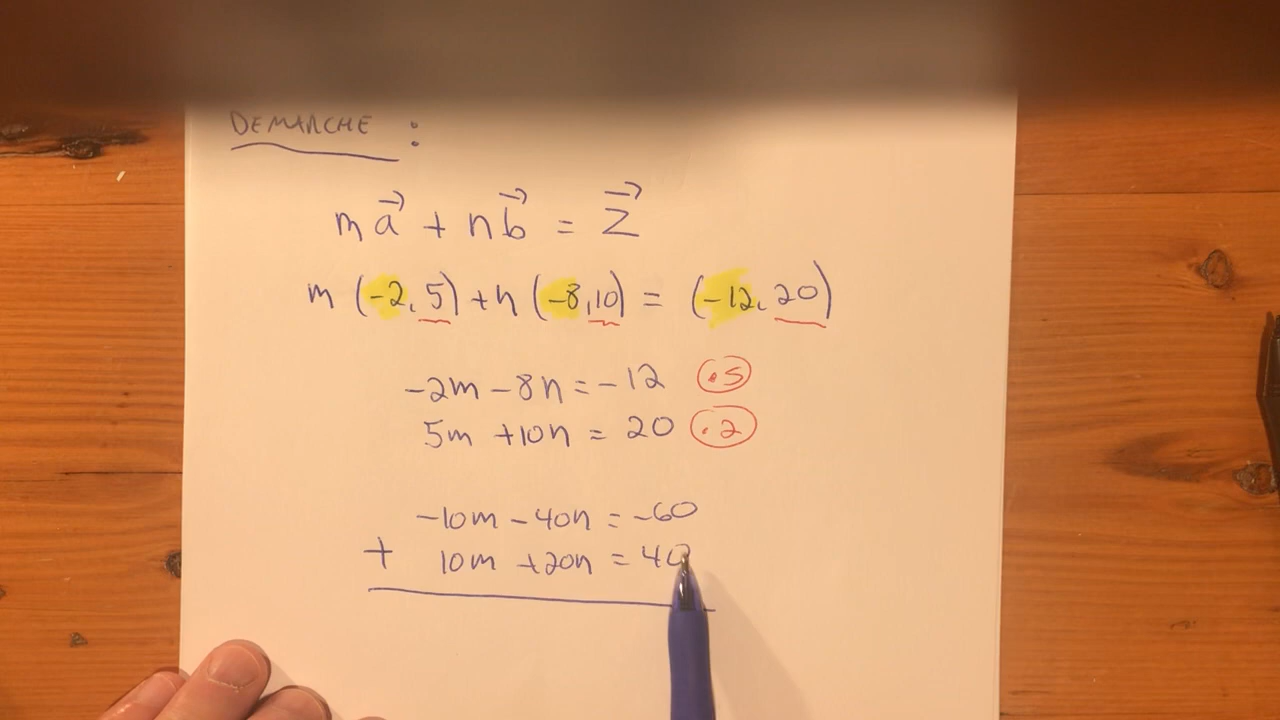 DEMARCHE :
m a⃗ + n b⃗ = z⃗
m (-2, 5) + n (-8, 10) = (-12, 20)
-2m - 8n = -12 (·5)
5m + 10n = 20 (·2)
-10m - 40n = -60
+ 10m + 20n = 40